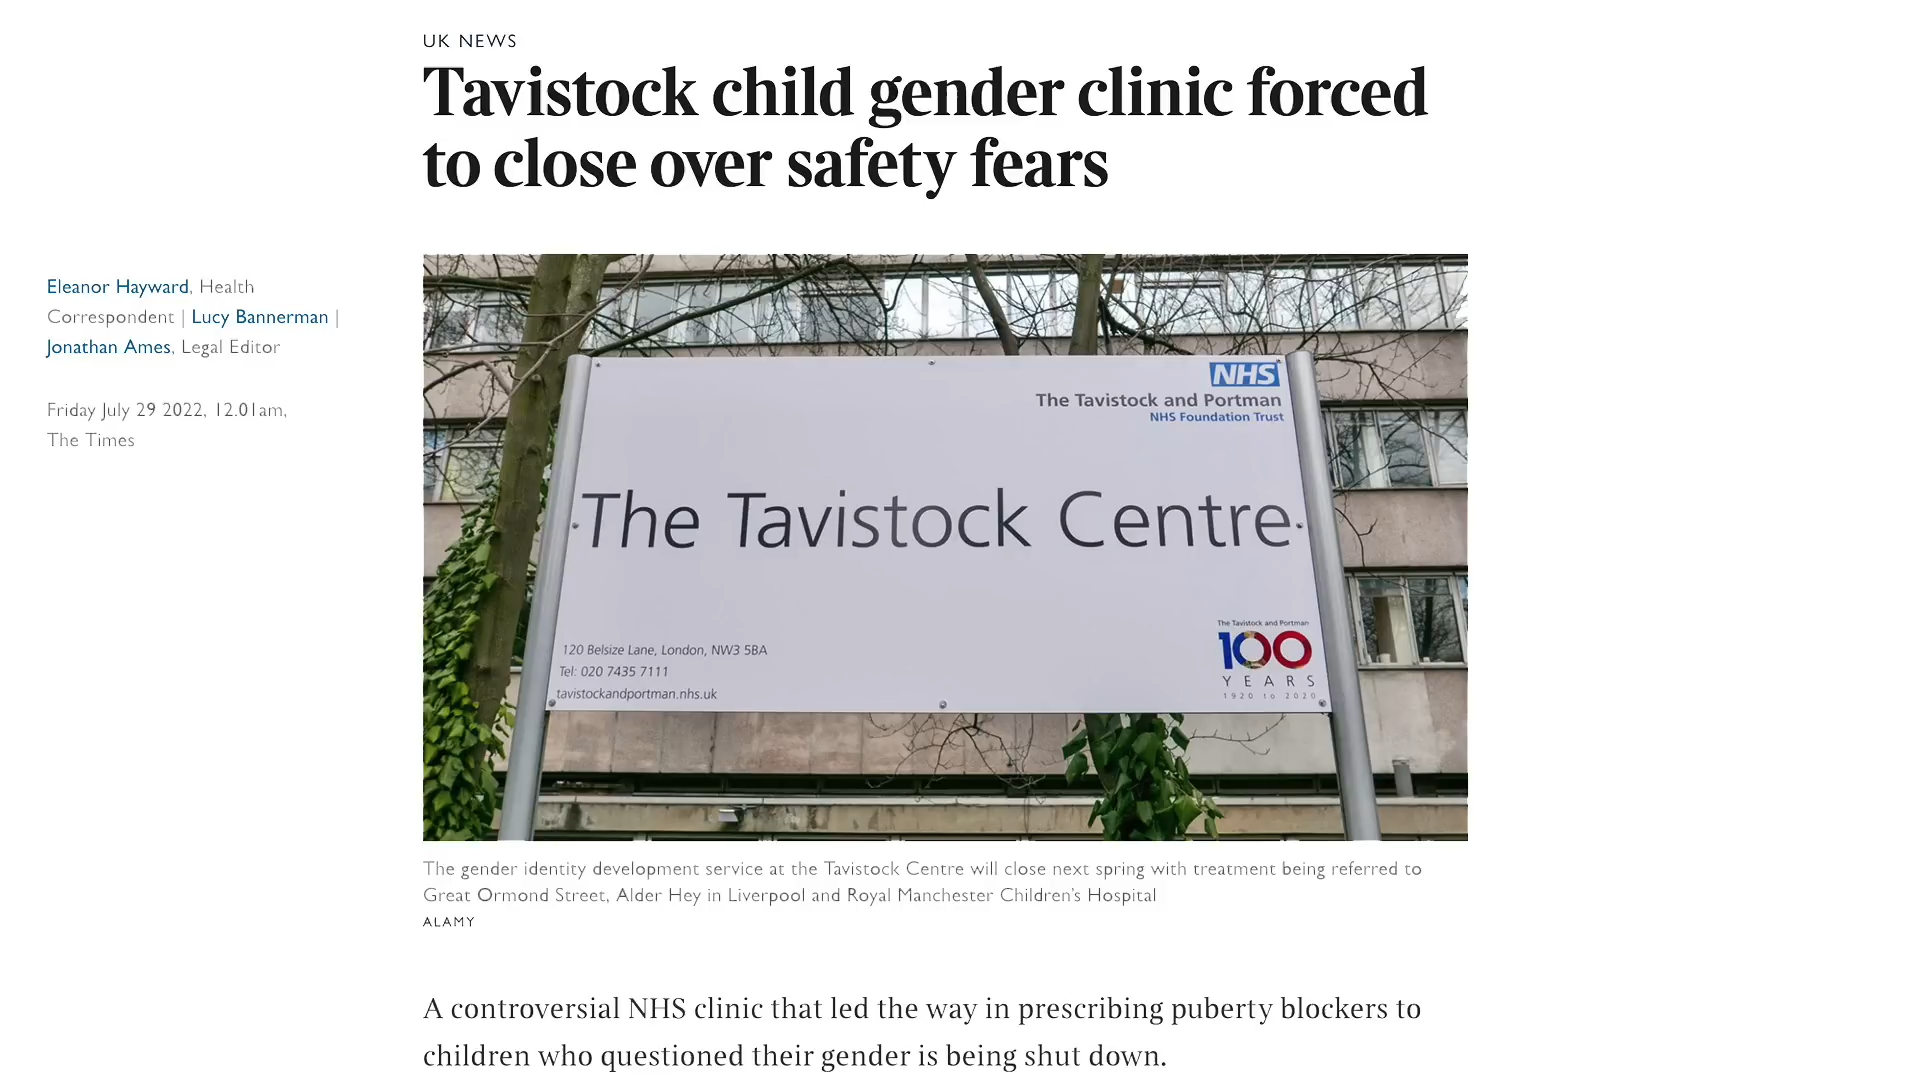 UK NEWS
Tavistock child gender clinic forced
to close over safety fears
Eleanor Hayward, Health
Correspondent | Lucy Bannerman |
Jonathan Ames, Legal Editor
Friday July 29 2022, 12.01am,
The Times
NHS
The Tavistock and Portman
NHS Foundation Trust
The Tavistock Centre
120 Belsize Lane, London, NW3 5BA
Tel: 020 7435 7111
tavistockandportman.nhs.uk
The Tavistock and Portman
100
YEARS
1920 to 2020
The gender identity development service at the Tavistock Centre will close next spring with treatment being referred to
Great Ormond Street, Alder Hey in Liverpool and Royal Manchester Children's Hospital
ALAMY
A controversial NHS clinic that led the way in prescribing puberty blockers to
children who questioned their gender is being shut down.